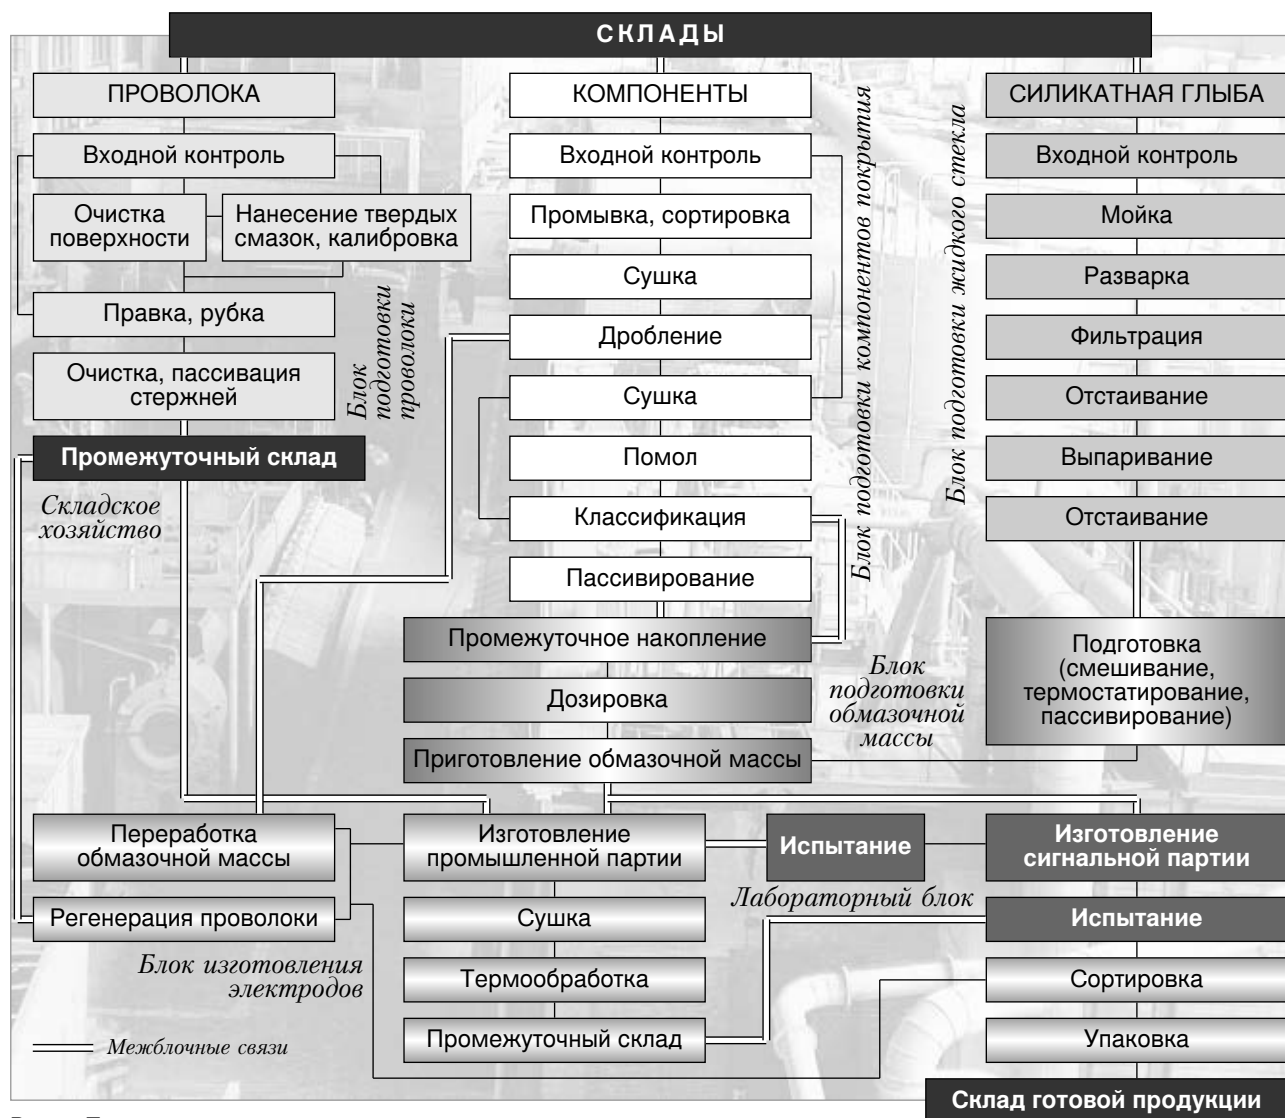 СКЛАДЫ
ПРОВОЛОКА
Входной контроль
Очистка
поверхности
Нанесение твердых
смазок, калибровка
Правка, рубка
Очистка, пассивация
стержней
Блок
подготовки
проволоки
Промежуточный склад
Складское
хозяйство
КОМПОНЕНТЫ
Входной контроль
Промывка, сортировка
Сушка
Дробление
Сушка
Помол
Классификация
Пассивирование
Блок подготовки компонентов покрытия
СИЛИКАТНАЯ ГЛЫБА
Входной контроль
Мойка
Разварка
Фильтрация
Отстаивание
Выпаривание
Отстаивание
Блок подготовки жидкого стекла
Промежуточное накопление
Дозировка
Приготовление обмазочной массы
Блок
подготовки
обмазочной
массы
Подготовка
(смешивание,
термостатирование,
пассивирование)
Переработка
обмазочной массы
Регенерация проволоки
Блок изготовления
электродов
Изготовление
промышленной партии
Сушка
Термообработка
Промежуточный склад
Испытание
Лабораторный блок
Изготовление
сигнальной партии
Испытание
Сортировка
Упаковка
Склад готовой продукции
Межблочные связи